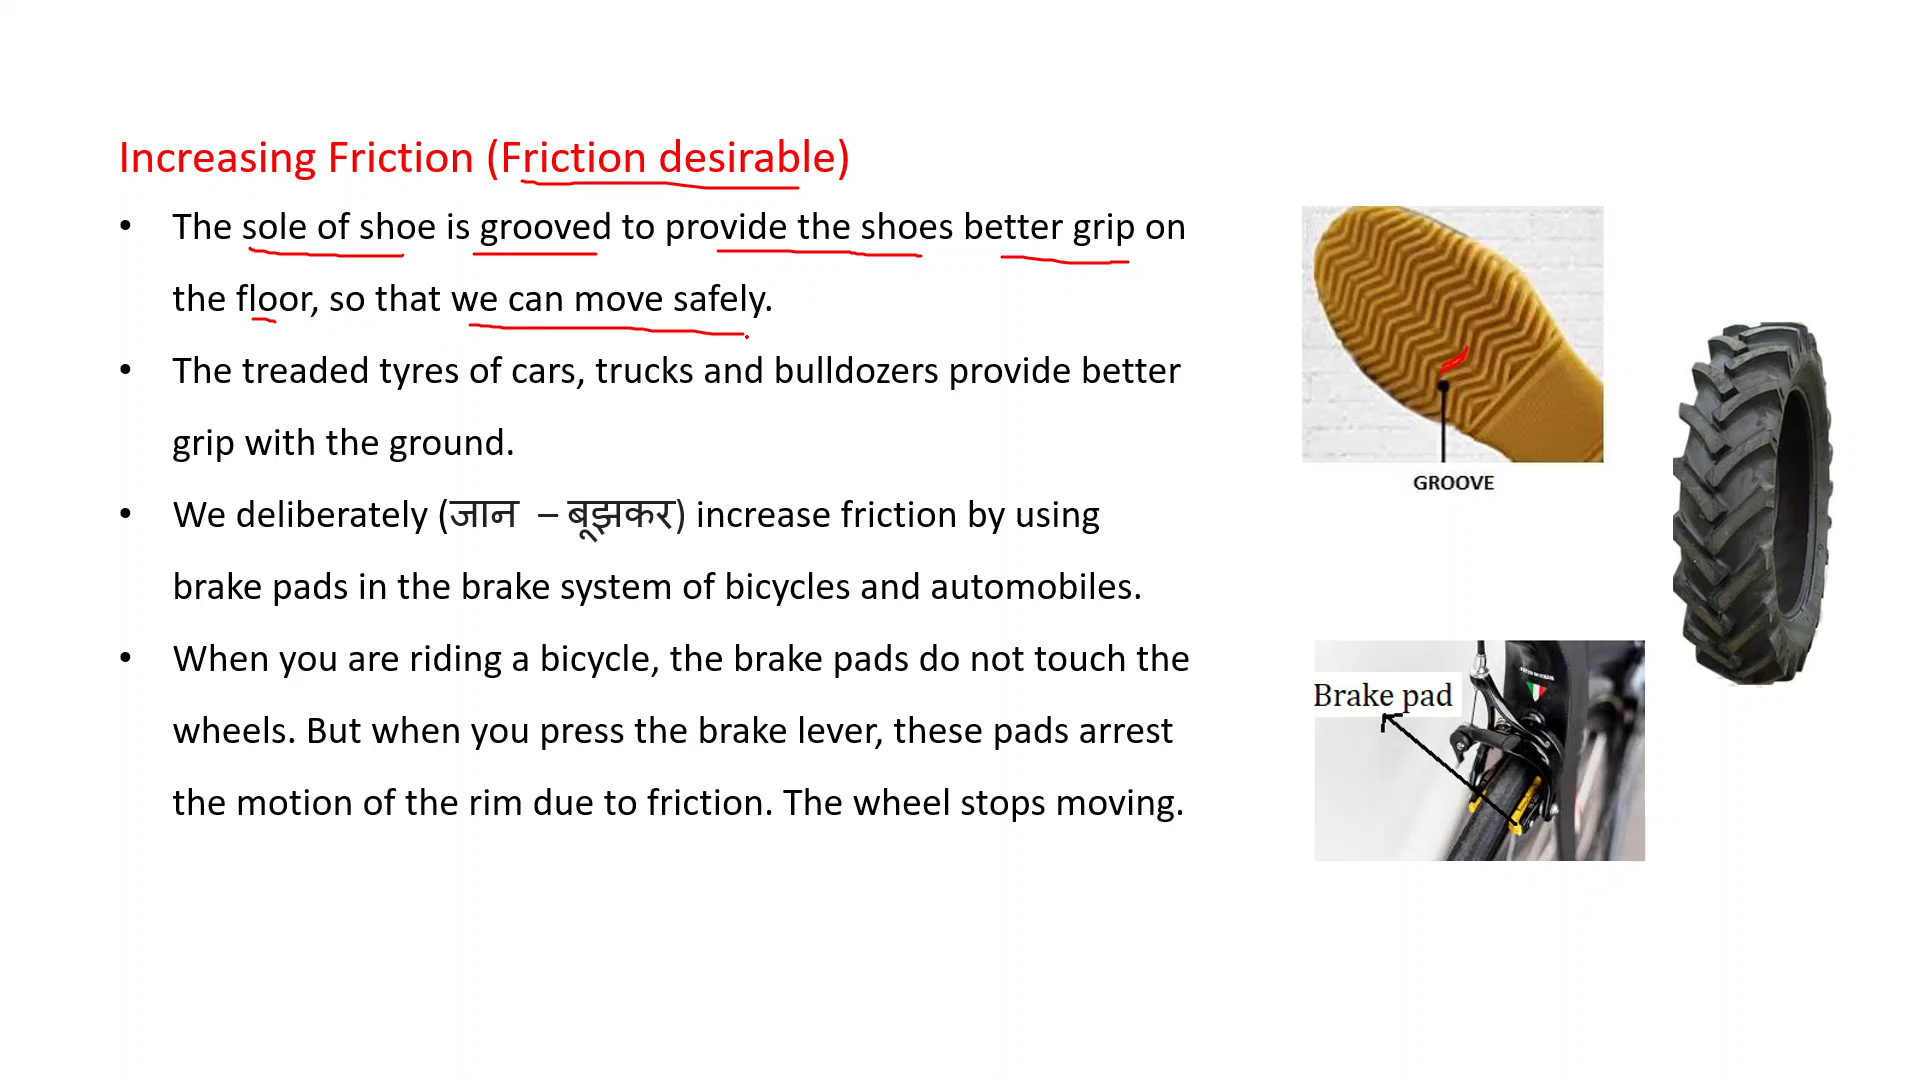 Increasing Friction (Friction desirable)
• The sole of shoe is grooved to provide the shoes better grip on
the floor, so that we can move safely.
• The treaded tyres of cars, trucks and bulldozers provide better
grip with the ground.
• We deliberately (जान – बूझकर) increase friction by using
brake pads in the brake system of bicycles and automobiles.
• When you are riding a bicycle, the brake pads do not touch the
wheels. But when you press the brake lever, these pads arrest
the motion of the rim due to friction. The wheel stops moving.
GROOVE
Brake pad